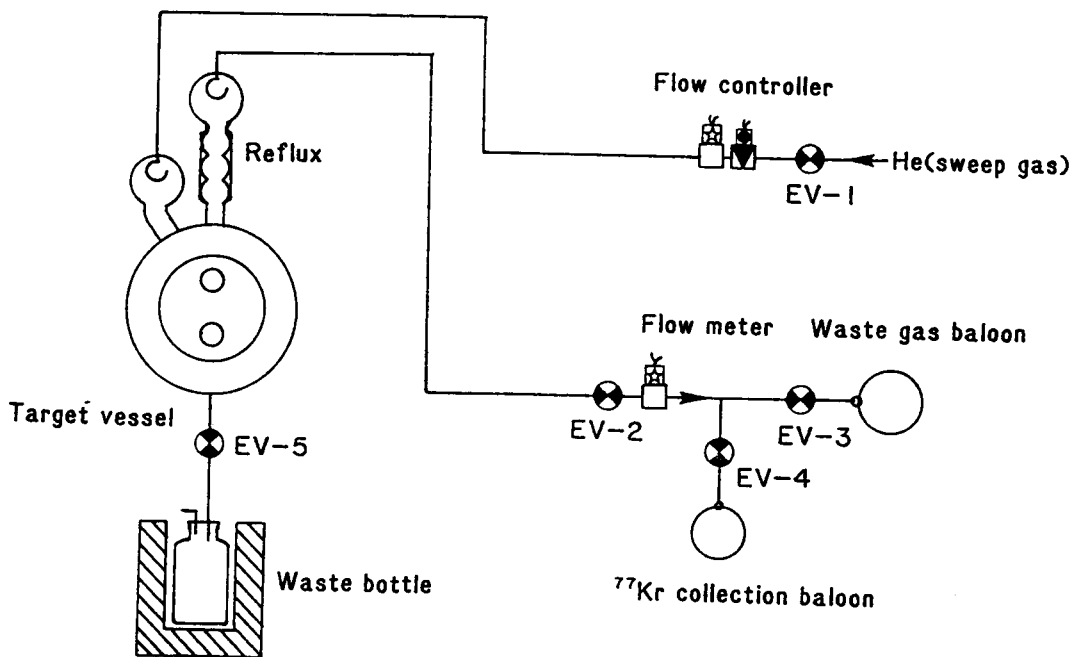 Flow controller
Reflux
He(sweep gas)
EV-1
Flow meter
Waste gas baloon
Target vessel
EV-2
EV-3
EV-5
EV-4
Waste bottle
⁷⁷Kr collection baloon